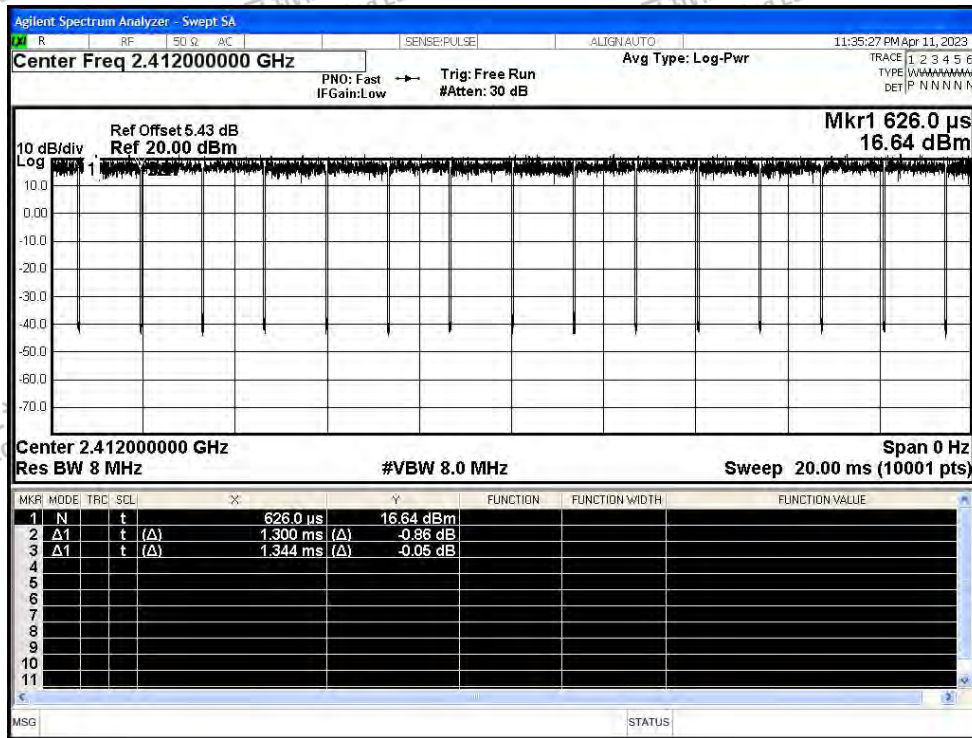 Agilent Spectrum Analyzer - Swept SA
R RF 50 Ω AC SENSE:PULSE ALIGN AUTO 11:35:27 PM Apr 11, 2023
Center Freq 2.412000000 GHz
Avg Type: Log-Pwr
TRACE 1 2 3 4 5 6
PNO: Fast Trig: Free Run
TYPE
IFGain:Low #Atten: 30 dB
DET P N N N N N
Mkr1 626.0 µs
Ref Offset 5.43 dB
10 dB/div Ref 20.00 dBm 16.64 dBm
Log
1
10.0
0.00
-10.0
-20.0
-30.0
-40.0
-50.0
-60.0
-70.0
Center 2.412000000 GHz Span 0 Hz
Res BW 8 MHz #VBW 8.0 MHz Sweep 20.00 ms (10001 pts)
MKR MODE TRC SCL X Y FUNCTION FUNCTION WIDTH FUNCTION VALUE
1 N t 626.0 µs 16.64 dBm
2 Δ1 t (Δ) 1.300 ms (Δ) -0.86 dB
3 Δ1 t (Δ) 1.344 ms (Δ) -0.05 dB
4
5
6
7
8
9
10
11
MSG STATUS